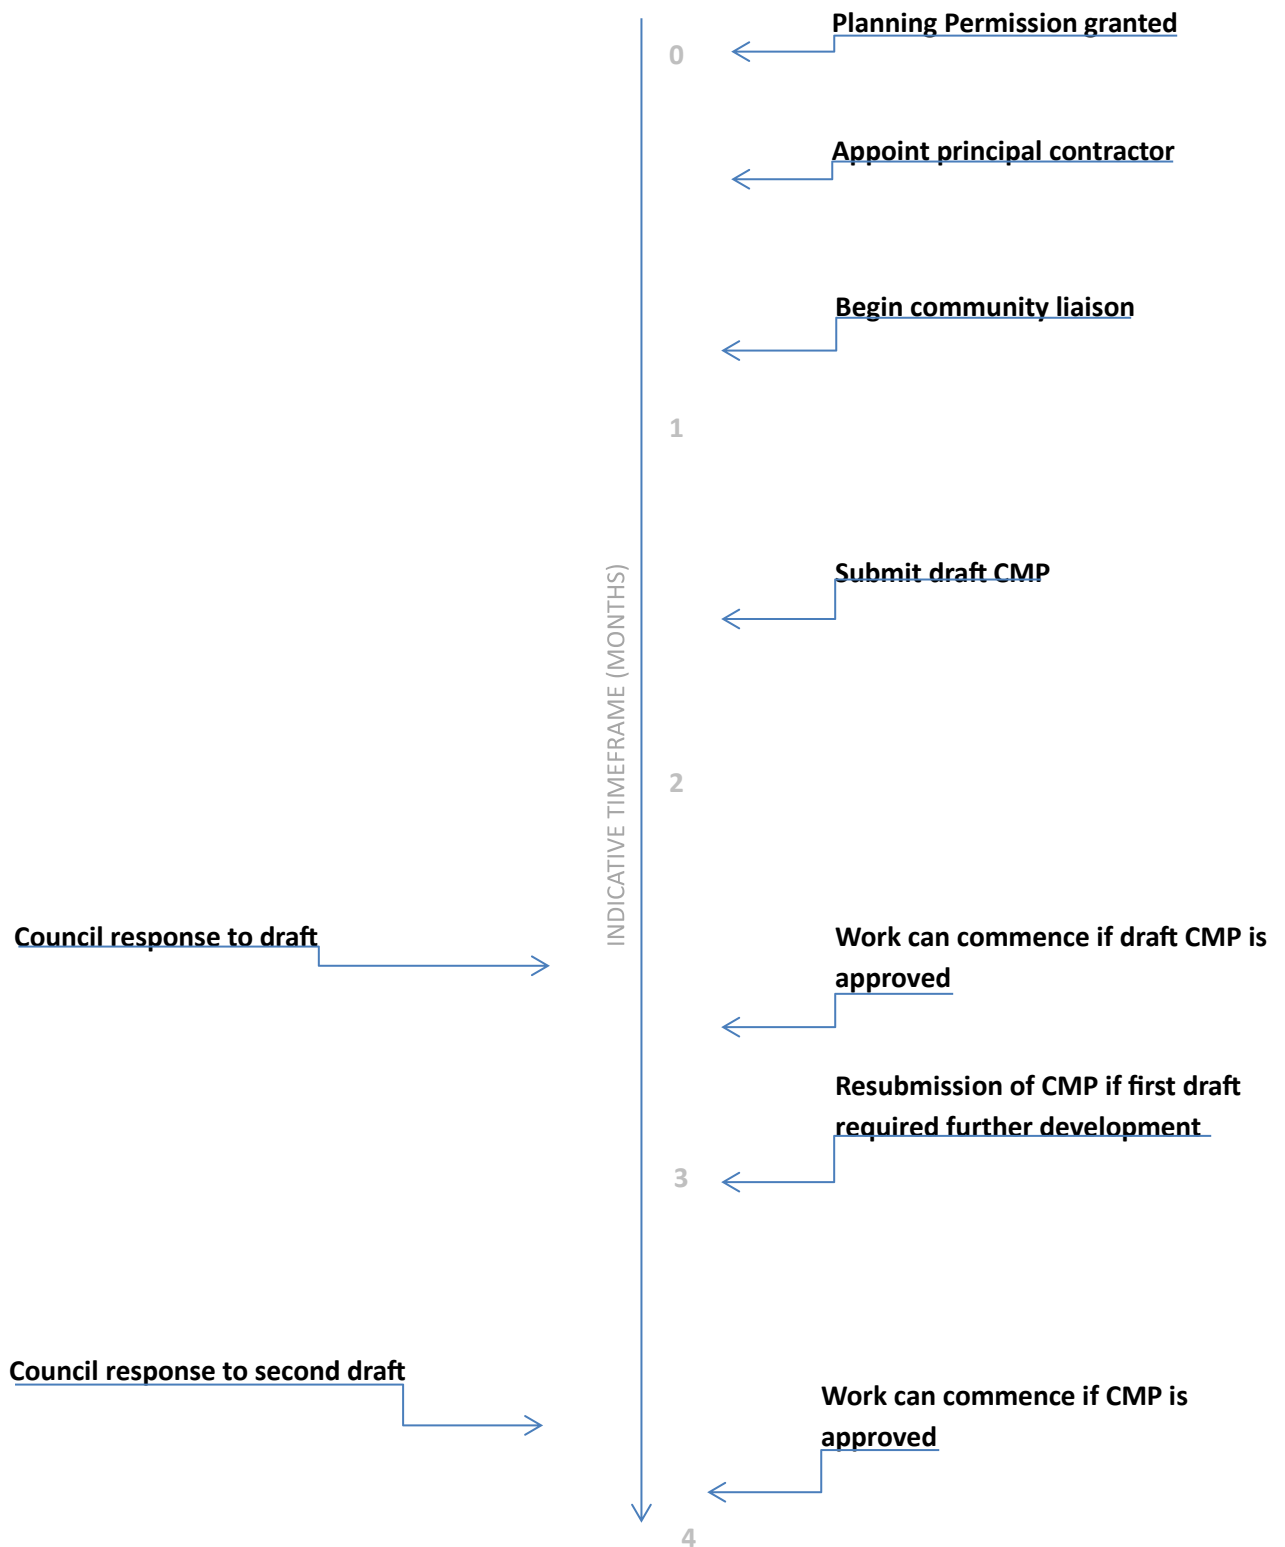 Planning Permission granted
0
Appoint principal contractor
Begin community liaison
1
Submit draft CMP
INDICATIVE TIMEFRAME (MONTHS)
2
Council response to draft
Work can commence if draft CMP is
approved
Resubmission of CMP if first draft
required further development
3
Council response to second draft
Work can commence if CMP is
approved
4